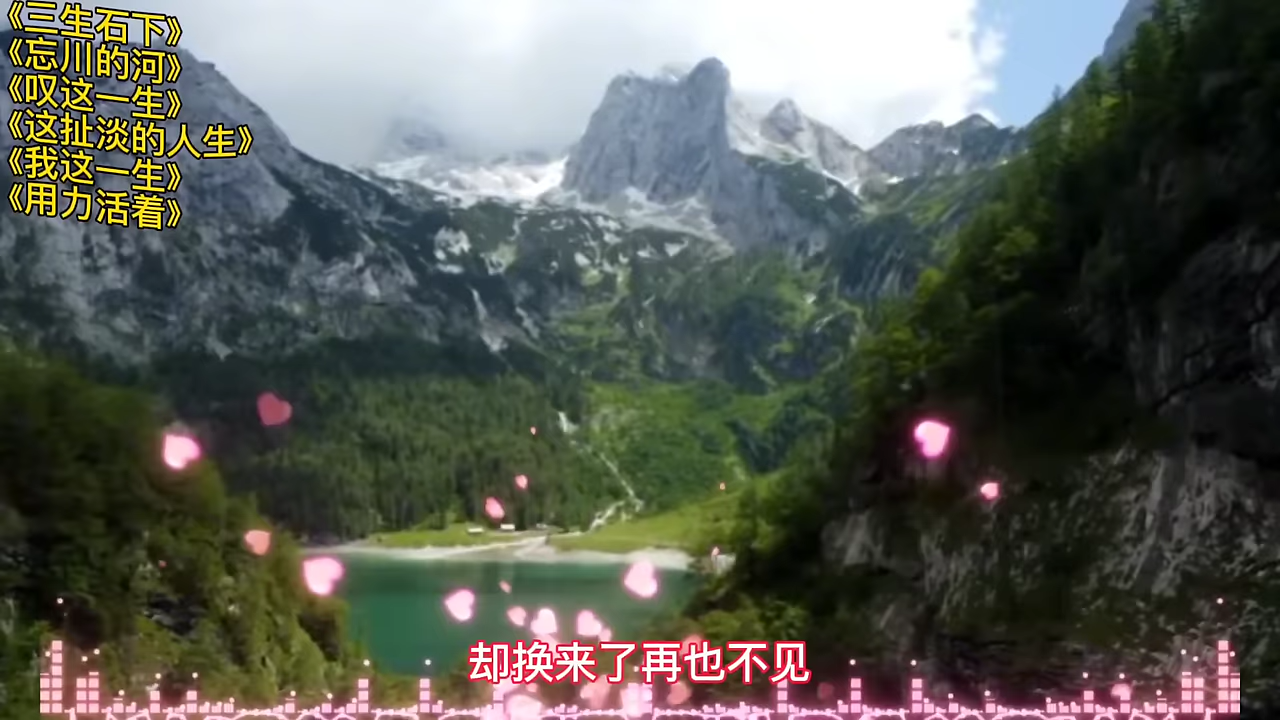 《三生石下》
《忘川的河》
《叹这一生》
《这扯淡的人生》
《我这一生》
《用力活着》
却换来了再也不见